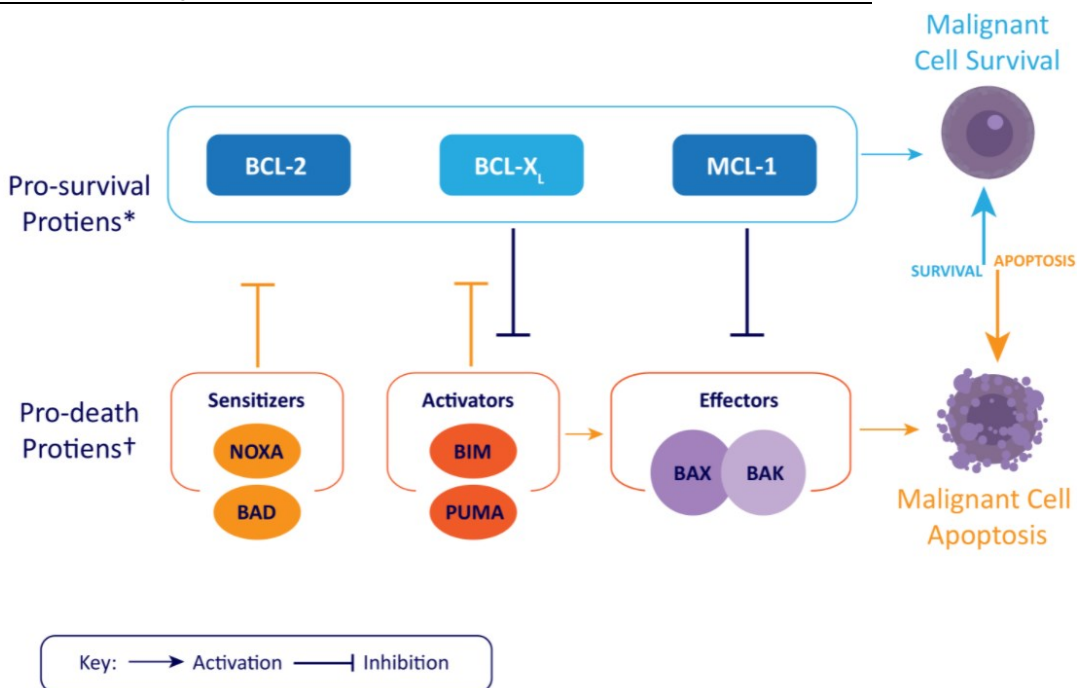 Malignant
Cell Survival
BCL-2
BCL-X_L
MCL-1
Pro-survival
Protiens*
SURVIVAL
APOPTOSIS
Pro-death
Protiens†
Sensitizers
NOXA
BAD
Activators
BIM
PUMA
Effectors
BAX
BAK
Malignant Cell
Apoptosis
Key: Activation Inhibition